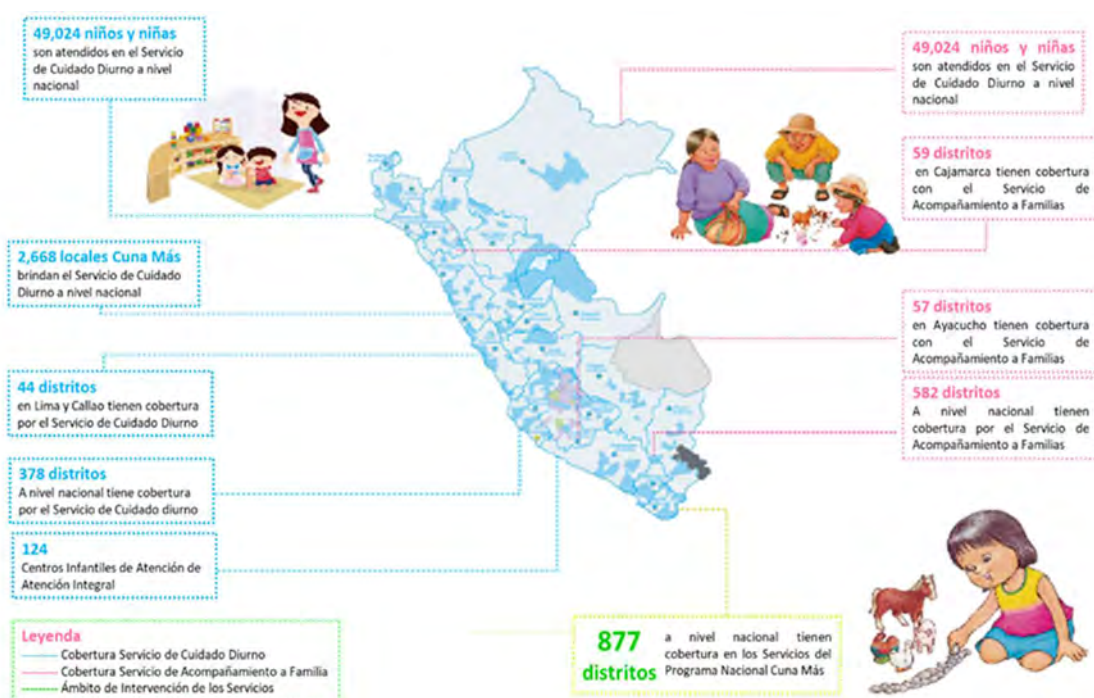 49,024 niños y niñas
son atendidos en el Servicio
de Cuidado Diurno a nivel
nacional
2,668 locales Cuna Más
brindan el Servicio de Cuidado
Diurno a nivel nacional
44 distritos
en Lima y Callao tienen cobertura
por el Servicio de Cuidado Diurno
378 distritos
A nivel nacional tiene cobertura
por el Servicio de Cuidado diurno
124
Centros Infantiles de Atención de
Atención Integral
Leyenda
Cobertura Servicio de Cuidado Diurno
Cobertura Servicio de Acompañamiento a Familia
Ámbito de Intervención de los Servicios
49,024 niños y niñas
son atendidos en el Servicio
de Cuidado Diurno a nivel
nacional
59 distritos
en Cajamarca tienen cobertura
con el Servicio de
Acompañamiento a Familias
57 distritos
en Ayacucho tienen cobertura
con el Servicio de
Acompañamiento a Familias
582 distritos
A nivel nacional tienen
cobertura por el Servicio de
Acompañamiento a Familias
877
distritos
a nivel nacional tienen
cobertura en los Servicios del
Programa Nacional Cuna Más